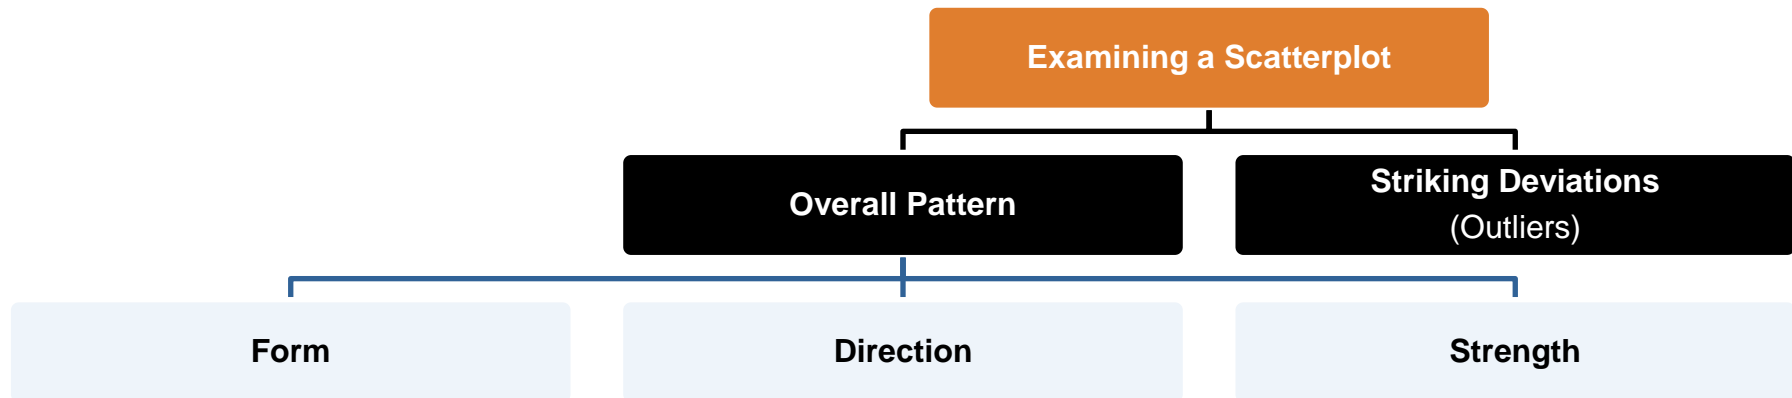 Examining a Scatterplot
Overall Pattern
Striking Deviations
(Outliers)
Form
Direction
Strength